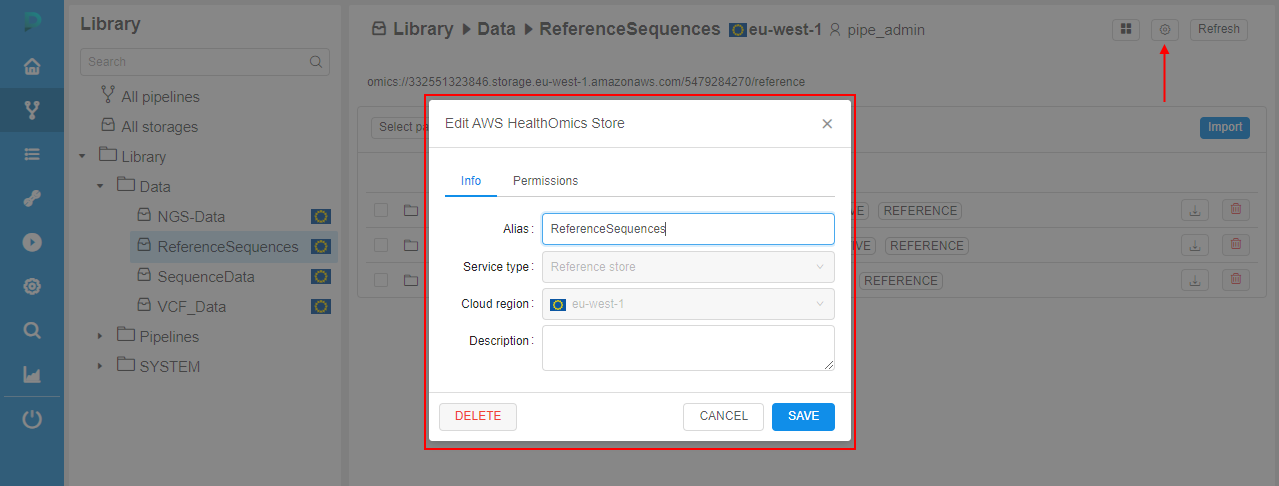 Library
Search
All pipelines
All storages
Library
Data
NGS-Data
ReferenceSequences
SequenceData
VCF_Data
Pipelines
SYSTEM
Library Data ReferenceSequences eu-west-1 pipe_admin
Refresh
omics://332551323846.storage.eu-west-1.amazonaws.com/5479284270/reference
Select pa
Import
VE REFERENCE
IVE REFERENCE
REFERENCE
Edit AWS HealthOmics Store
Info Permissions
Alias: ReferenceSequences
Service type: Reference store
Cloud region: eu-west-1
Description:
DELETE CANCEL SAVE